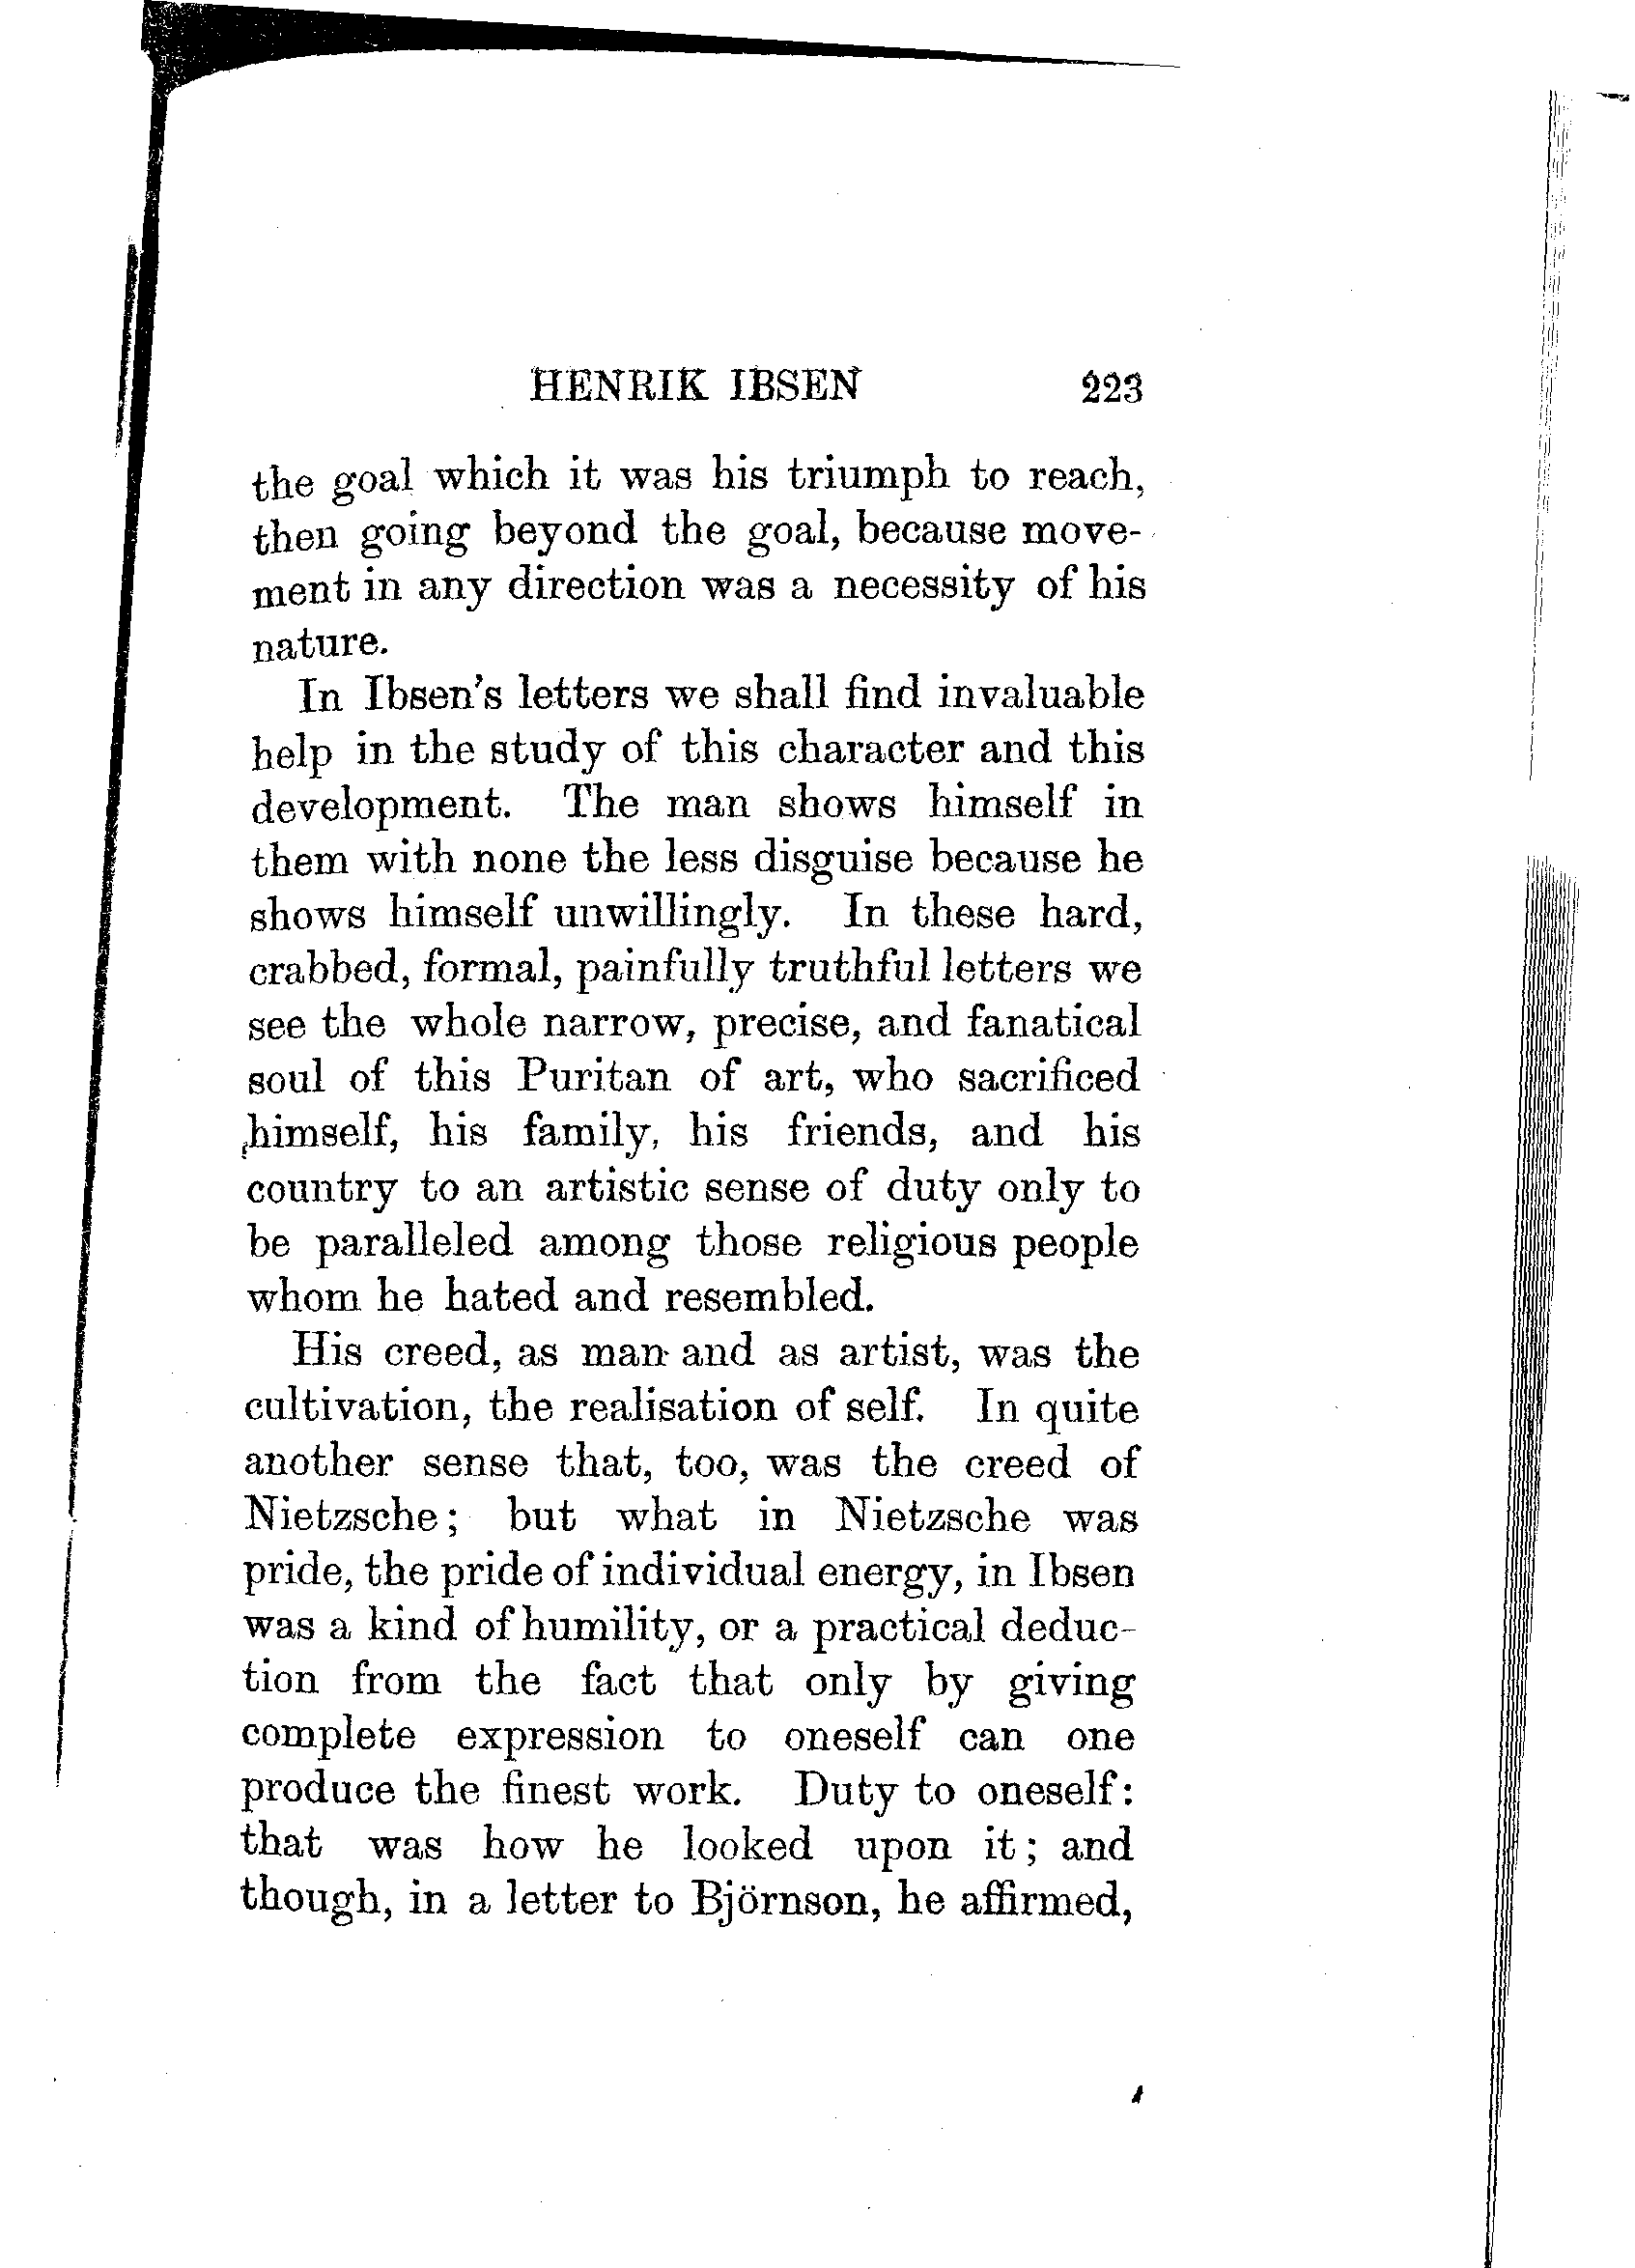 HENRIK IBSEN 223
the goal which it was his triumph to reach,
then going beyond the goal, because move-
ment in any direction was a necessity of his
nature.
In Ibsen's letters we shall find invaluable
help in the study of this character and this
development. The man shows himself in
them with none the less disguise because he
shows himself unwillingly. In these hard,
crabbed, formal, painfully truthful letters we
see the whole narrow, precise, and fanatical
soul of this Puritan of art, who sacrificed
himself, his family, his friends, and his
country to an artistic sense of duty only to
be paralleled among those religious people
whom he hated and resembled.
His creed, as man and as artist, was the
cultivation, the realisation of self. In quite
another sense that, too, was the creed of
Nietzsche; but what in Nietzsche was
pride, the pride of individual energy, in Ibsen
was a kind of humility, or a practical deduc-
tion from the fact that only by giving
complete expression to oneself can one
produce the finest work. Duty to oneself:
that was how he looked upon it; and
though, in a letter to Björnson, he affirmed,